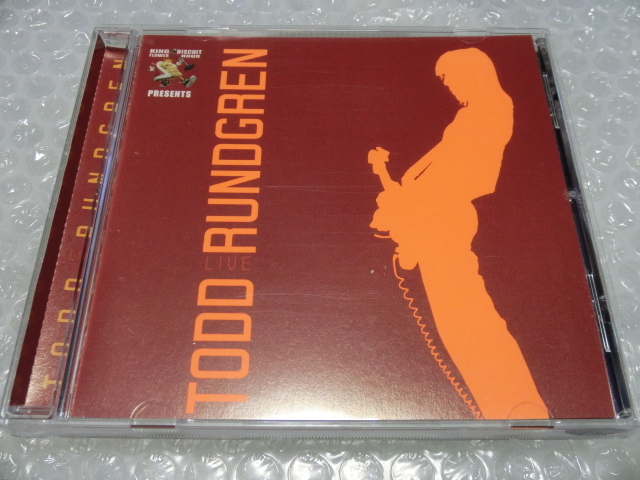 KING BISCUIT
FLOWER HOUR
PRESENTS
TODD RUNDGREN
LIVE
TODD RUNDGREN